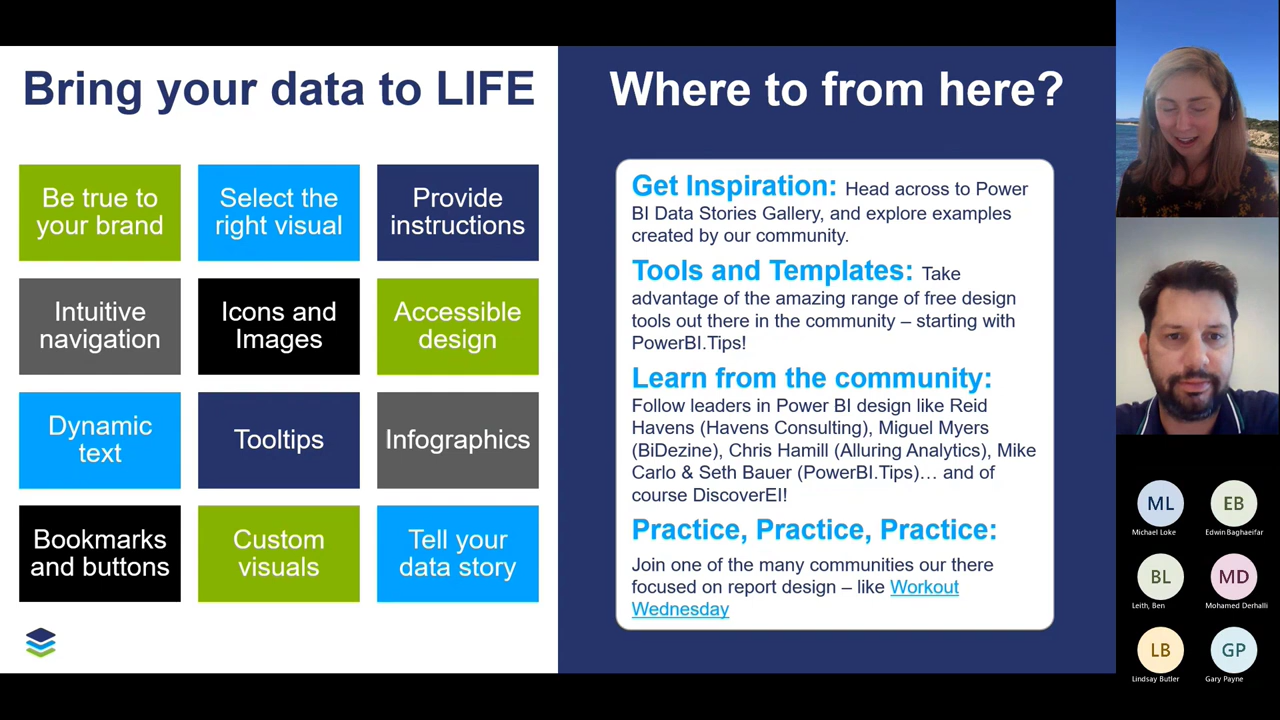 Bring your data to LIFE
Be true to
your brand
Select the
right visual
Provide
instructions
Intuitive
navigation
Icons and
Images
Accessible
design
Dynamic
text
Tooltips
Infographics
Bookmarks
and buttons
Custom
visuals
Tell your
data story
Where to from here?
Get Inspiration: Head across to Power
BI Data Stories Gallery, and explore examples
created by our community.
Tools and Templates: Take
advantage of the amazing range of free design
tools out there in the community – starting with
PowerBI.Tips!
Learn from the community:
Follow leaders in Power BI design like Reid
Havens (Havens Consulting), Miguel Myers
(BiDezine), Chris Hamill (Alluring Analytics), Mike
Carlo & Seth Bauer (PowerBI.Tips)... and of
course DiscoverEI!
Practice, Practice, Practice:
Join one of the many communities our there
focused on report design – like Workout
Wednesday
ML
Michael Loke
EB
Edwin Baghaeifar
BL
Leith, Ben
MD
Mohamed Derhalli
LB
Lindsay Butler
GP
Gary Payne